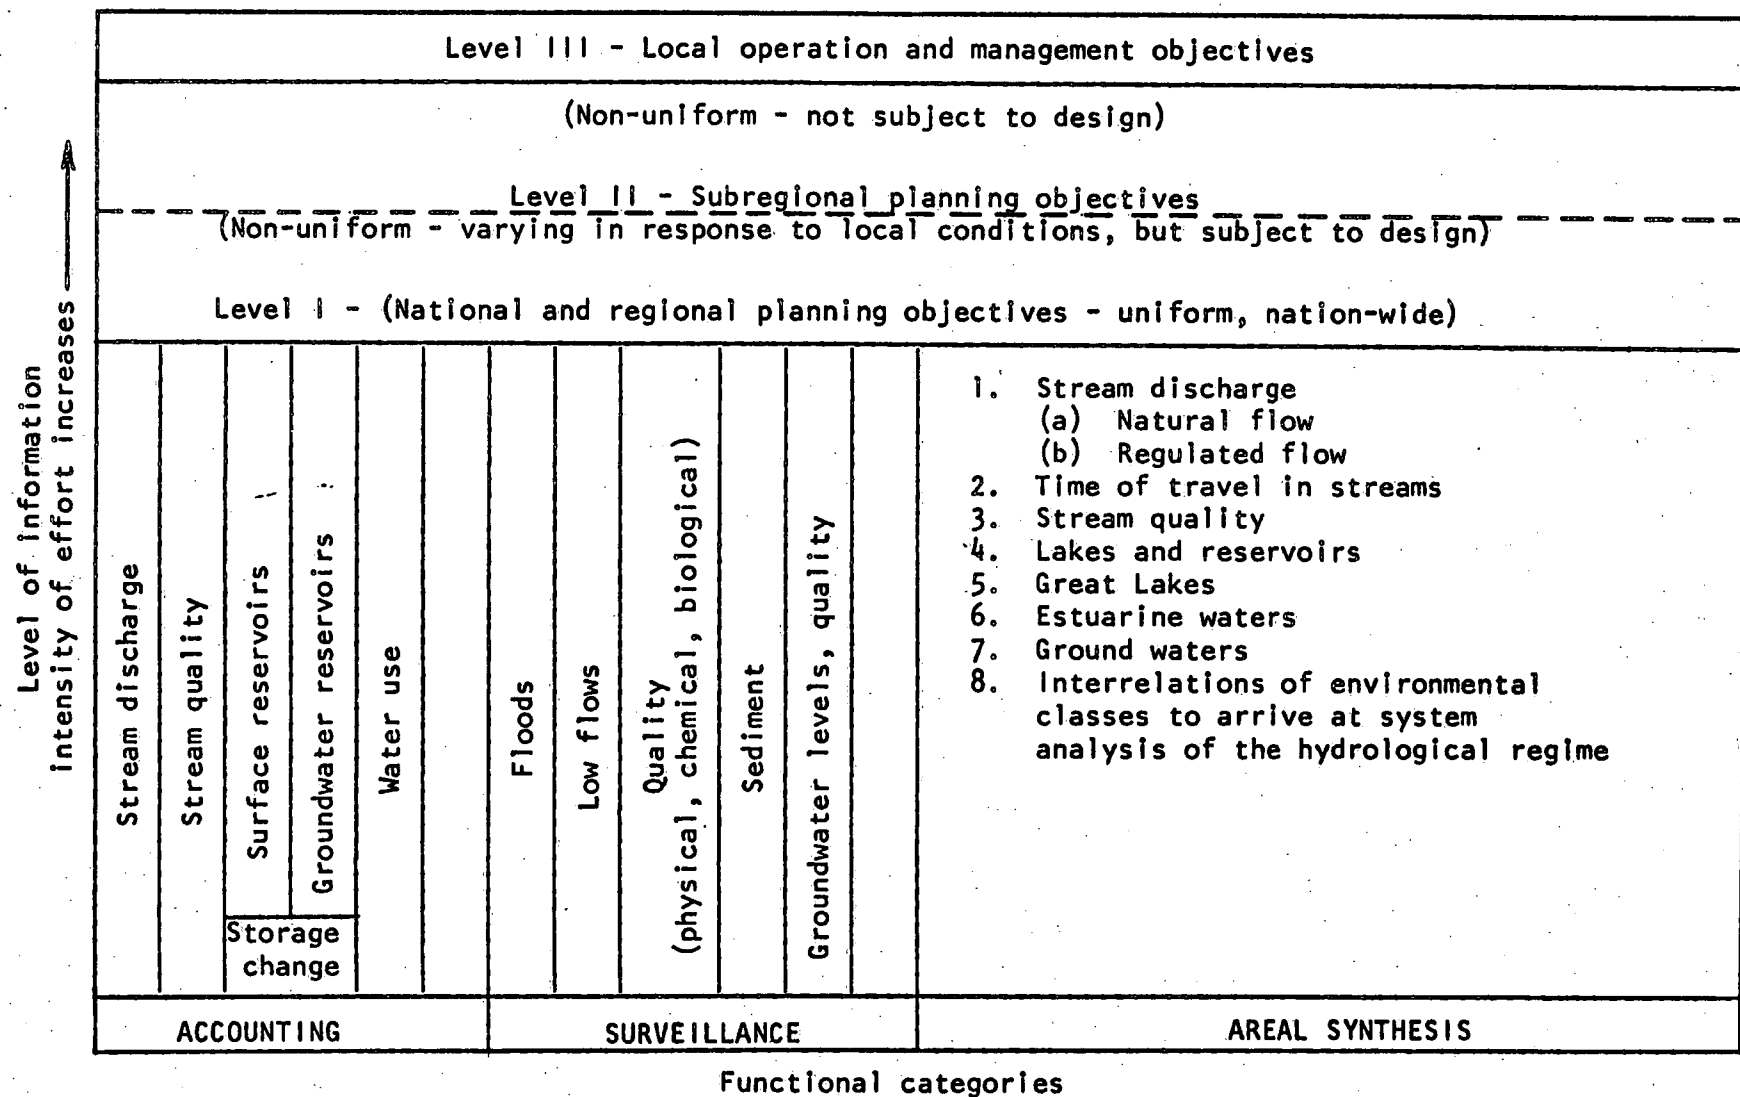 Level III - Local operation and management objectives
(Non-uniform - not subject to design)
Level II - Subregional planning objectives
(Non-uniform - varying in response to local conditions, but subject to design)
Level I - (National and regional planning objectives - uniform, nation-wide)
Level of information
intensity of effort increases
Stream discharge
Stream quality
Surface reservoirs
Groundwater reservoirs
Storage
change
Water use
Floods
Low flows
Quality
(physical, chemical, biological)
Sediment
Groundwater levels, quality
1. Stream discharge
(a) Natural flow
(b) Regulated flow
2. Time of travel in streams
3. Stream quality
4. Lakes and reservoirs
5. Great Lakes
6. Estuarine waters
7. Ground waters
8. Interrelations of environmental
classes to arrive at system
analysis of the hydrological regime
ACCOUNTING
SURVEILLANCE
AREAL SYNTHESIS
Functional categories